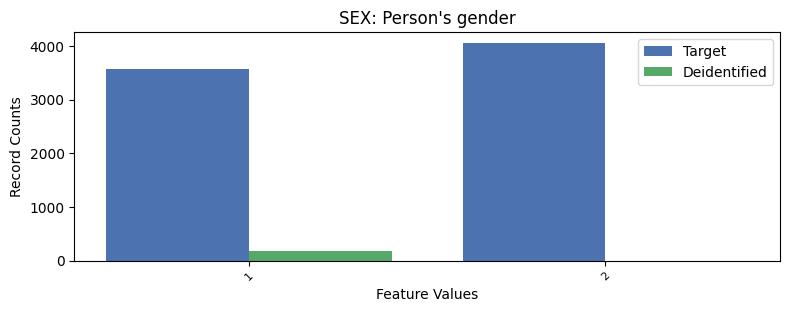 SEX: Person's gender
Target
Deidentified
Record Counts
4000
3000
2000
1000
0
1
2
Feature Values